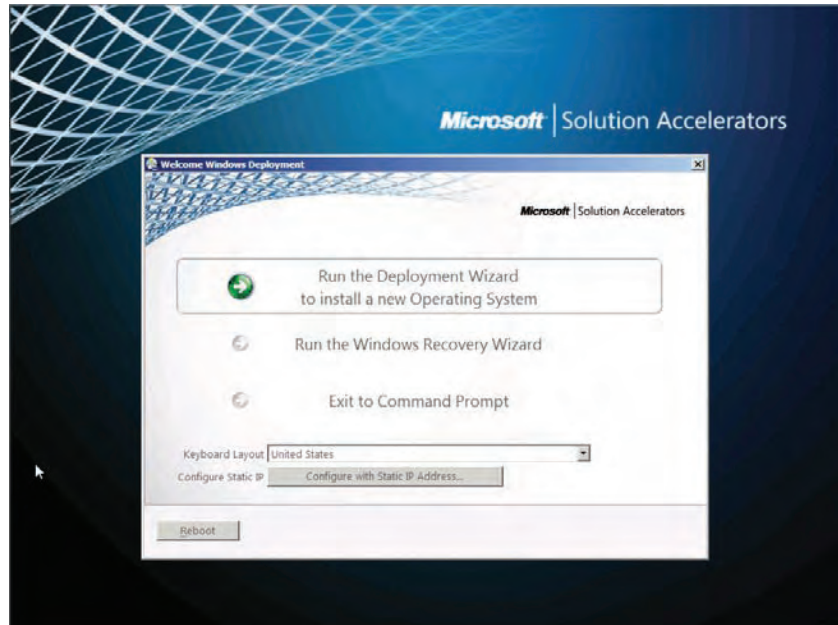 Microsoft | Solution Accelerators
Welcome Windows Deployment
Microsoft | Solution Accelerators
Run the Deployment Wizard
to install a new Operating System
Run the Windows Recovery Wizard
Exit to Command Prompt
Keyboard Layout United States
Configure Static IP Configure with Static IP Address...
Reboot